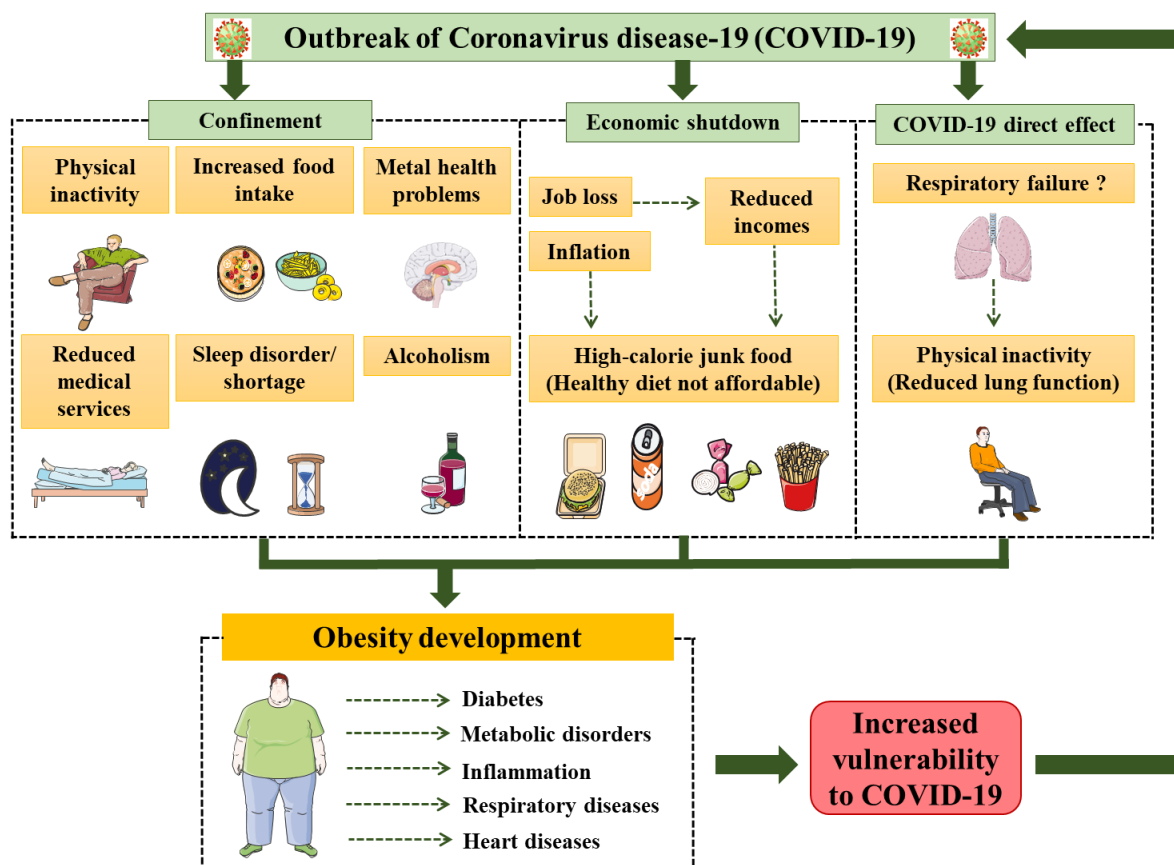 Outbreak of Coronavirus disease-19 (COVID-19)
Confinement
Economic shutdown
COVID-19 direct effect
Physical
inactivity
Increased food
intake
Metal health
problems
Reduced
medical
services
Sleep disorder/
shortage
Alcoholism
Job loss
Reduced
incomes
Inflation
High-calorie junk food
(Healthy diet not affordable)
soda
Respiratory failure ?
Physical inactivity
(Reduced lung function)
Obesity development
Diabetes
Metabolic disorders
Inflammation
Respiratory diseases
Heart diseases
Increased
vulnerability
to COVID-19